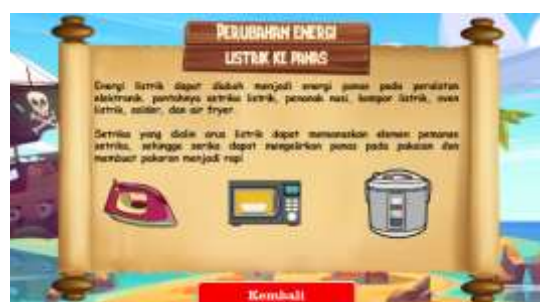 PERUBAHAN ENERGI
LISTRIK KE PANAS
Energi listrik dapat diubah menjadi energi panas pada peralatan
elektronik, contohnya setrika listrik, penanak nasi, kompor listrik, oven
listrik, solder, dan air fryer.
Setrika yang dialiri arus listrik dapat memanaskan elemen pemanas
setrika, sehingga serika dapat mengalirkan panas pada pakaian dan
membuat pakaian menjadi rapi
Kembali